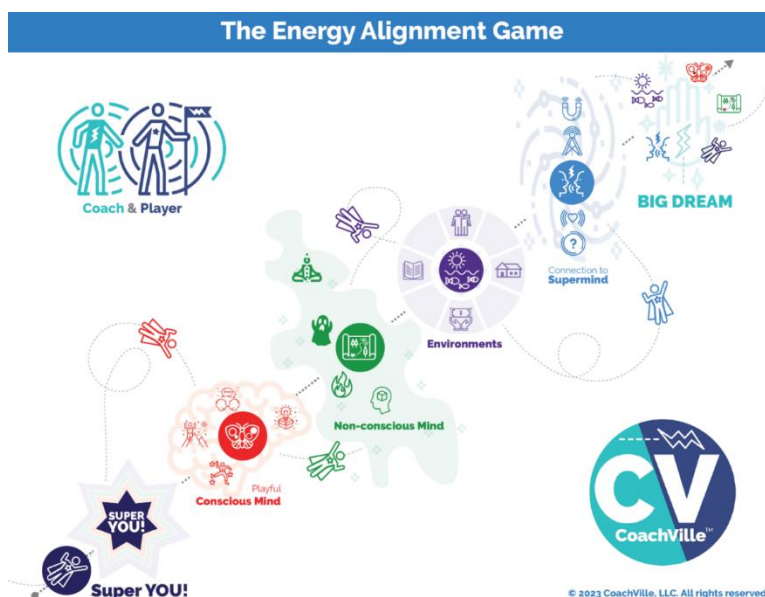 The Energy Alignment Game
Coach & Player
BIG DREAM
Connection to
Supermind
Environments
Non-conscious Mind
Playful
Conscious Mind
SUPER
YOU!
Super YOU!
CV
CoachVille™
© 2023 CoachVille, LLC. All rights reserved